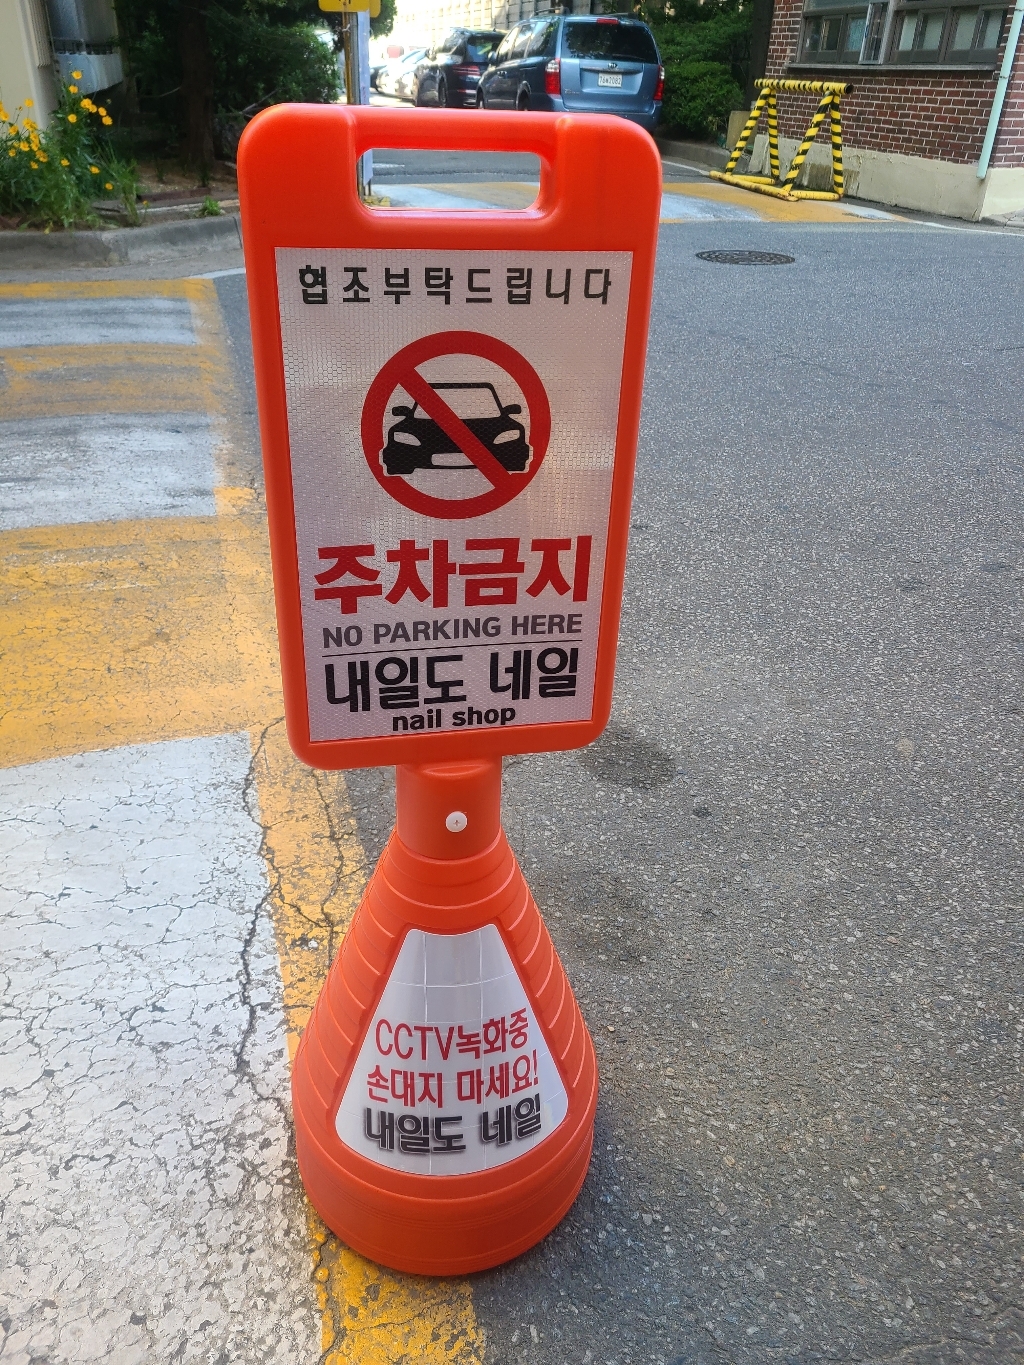 협조부탁드립니다
주차금지
NO PARKING HERE
내일도 네일
nail shop
CCTV녹화중
손대지 마세요!
내일도 네일